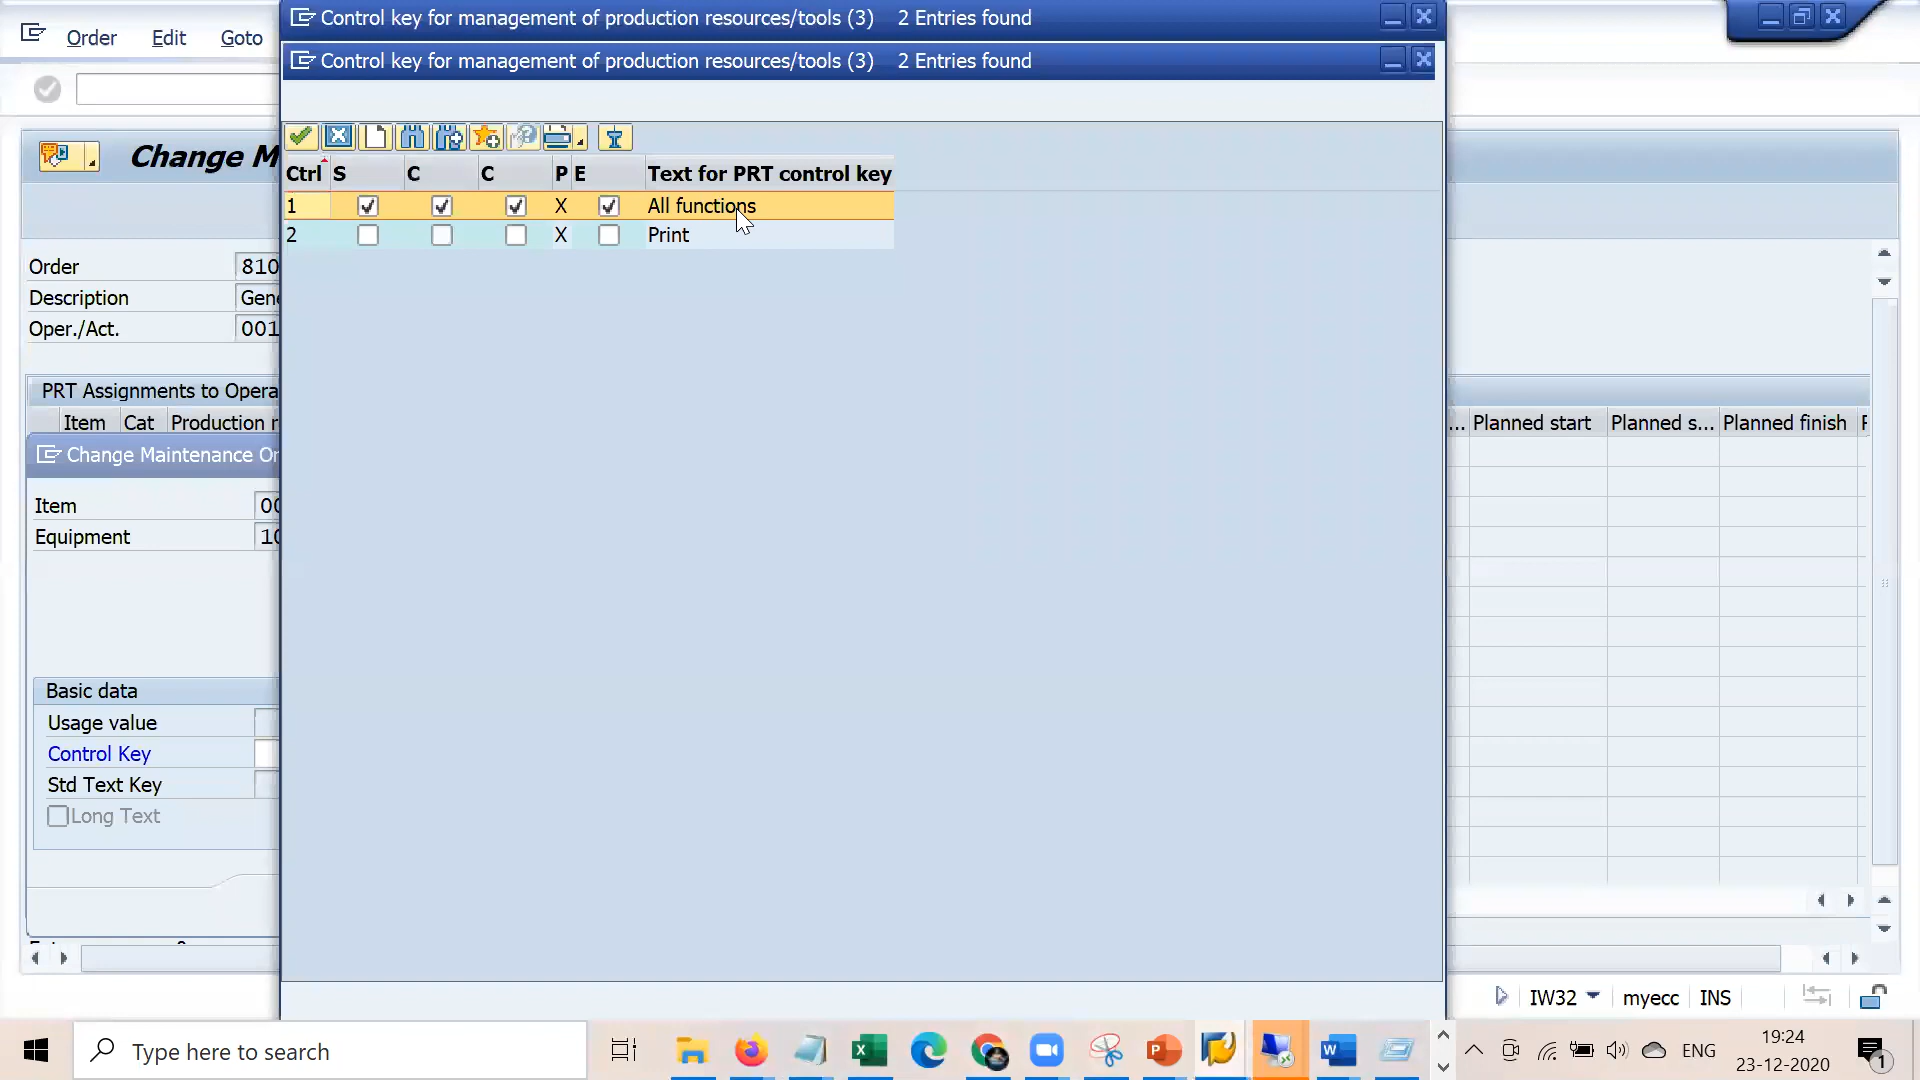 Order Edit Goto
Control key for management of production resources/tools (3) 2 Entries found
Control key for management of production resources/tools (3) 2 Entries found
Change M
Ctrl S C C P E Text for PRT control key
1 X All functions
2 X Print
Order 810
Description Gene
Oper./Act. 001
PRT Assignments to Opera
Item Cat Production r
... Planned start Planned s... Planned finish F
Change Maintenance Or
Item 00
Equipment 10
Basic data
Usage value
Control Key
Std Text Key
Long Text
IW32 myecc INS
Type here to search
ENG
19:24
23-12-2020
1